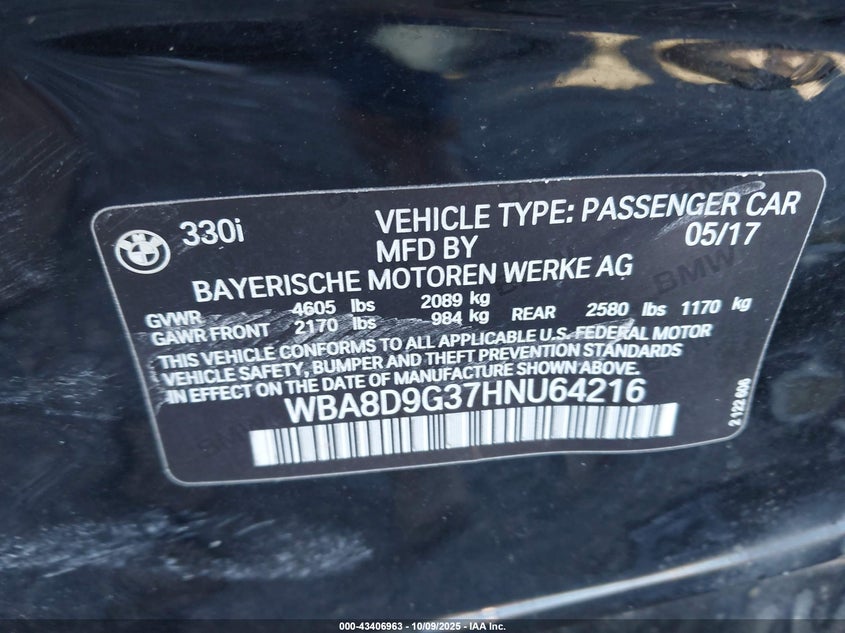 330i
VEHICLE TYPE: PASSENGER CAR
MFD BY
05/17
BAYERISCHE MOTOREN WERKE AG
GVWR 4605 lbs 2089 kg
GAWR FRONT 2170 lbs 984 kg REAR 2580 lbs 1170 kg
THIS VEHICLE CONFORMS TO ALL APPLICABLE U.S. FEDERAL MOTOR
VEHICLE SAFETY, BUMPER AND THEFT PREVENTION STANDARDS
IN EFFECT ON THE DATE OF MANUFACTURE SHOWN ABOVE.
WBA8D9G37HNU64216
2 122 606
000-43406963 - 10/09/2025 - IAA Inc.